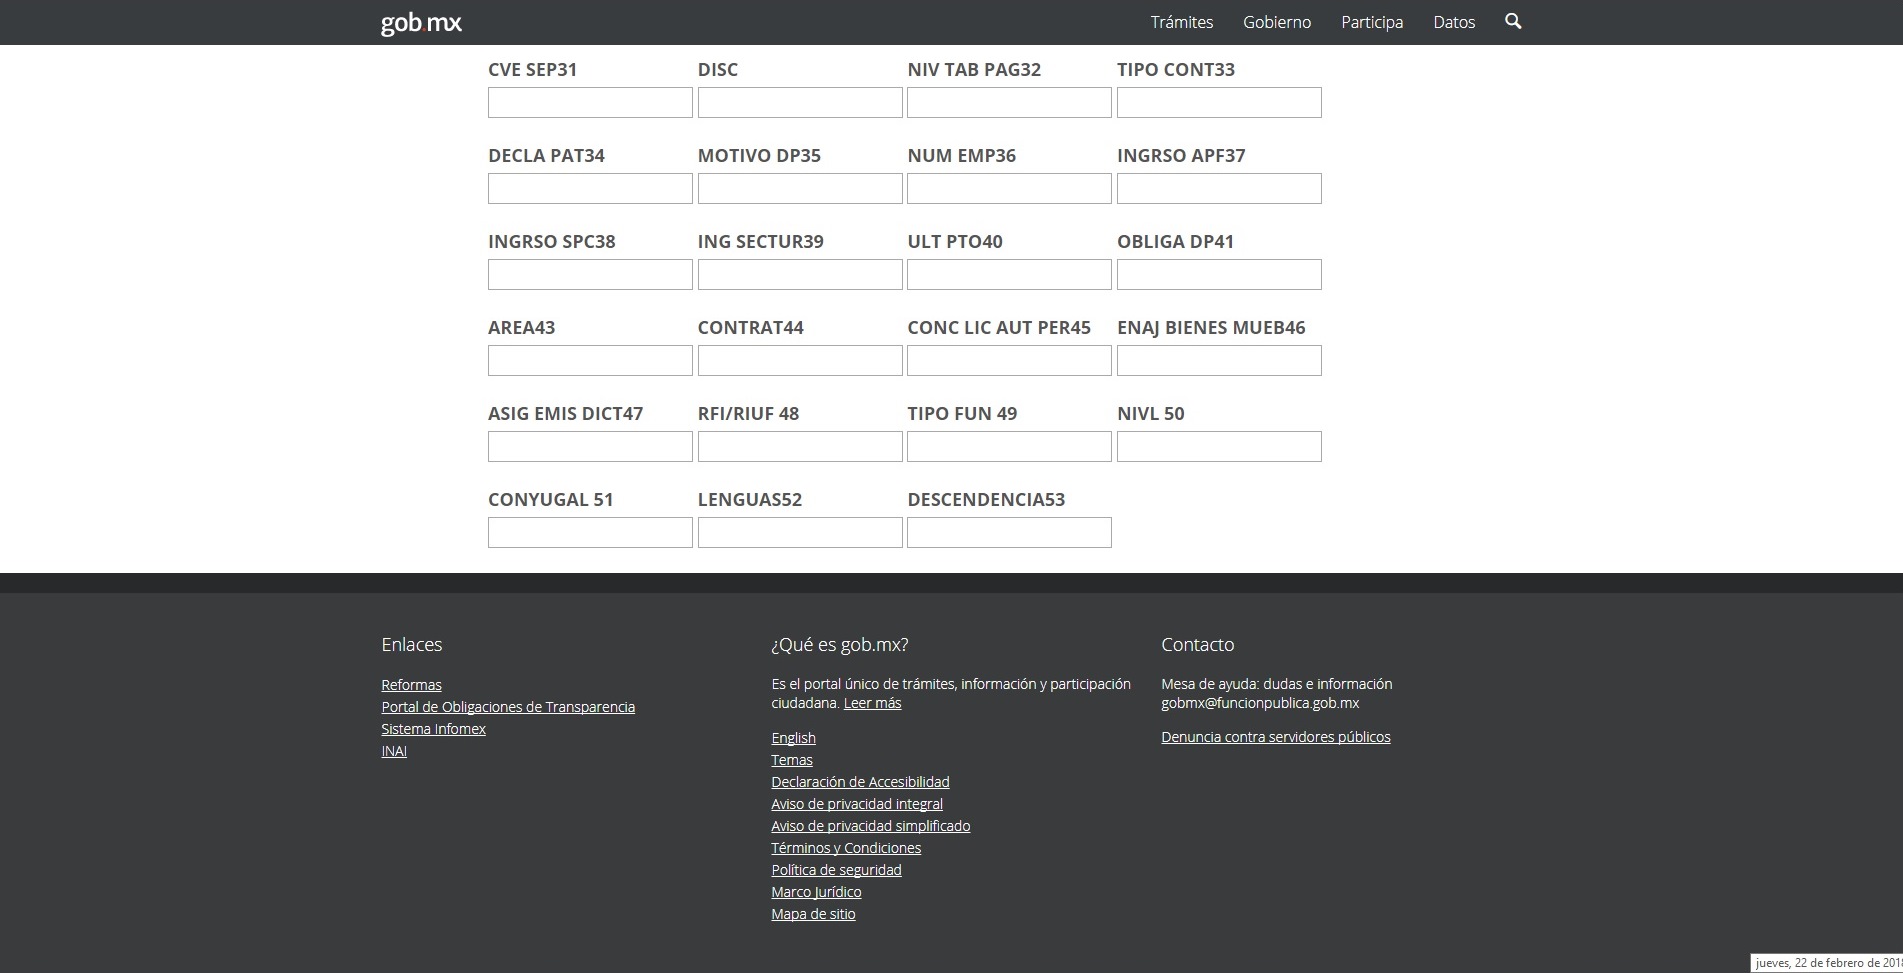 gob.mx Trámites Gobierno Participa Datos
CVE SEP31 DISC NIV TAB PAG32 TIPO CONT33
DECLA PAT34 MOTIVO DP35 NUM EMP36 INGRSO APF37
INGRSO SPC38 ING SECTUR39 ULT PTO40 OBLIGA DP41
AREA43 CONTRAT44 CONC LIC AUT PER45 ENAJ BIENES MUEB46
ASIG EMIS DICT47 RFI/RIUF 48 TIPO FUN 49 NIVL 50
CONYUGAL 51 LENGUAS52 DESCENDENCIA53
Enlaces
Reformas
Portal de Obligaciones de Transparencia
Sistema Infomex
INAI
¿Qué es gob.mx?
Es el portal único de trámites, información y participación
ciudadana. Leer más
English
Temas
Declaración de Accesibilidad
Aviso de privacidad integral
Aviso de privacidad simplificado
Términos y Condiciones
Política de seguridad
Marco Jurídico
Mapa de sitio
Contacto
Mesa de ayuda: dudas e información
gobmx@funcionpublica.gob.mx
Denuncia contra servidores públicos
jueves, 22 de febrero de